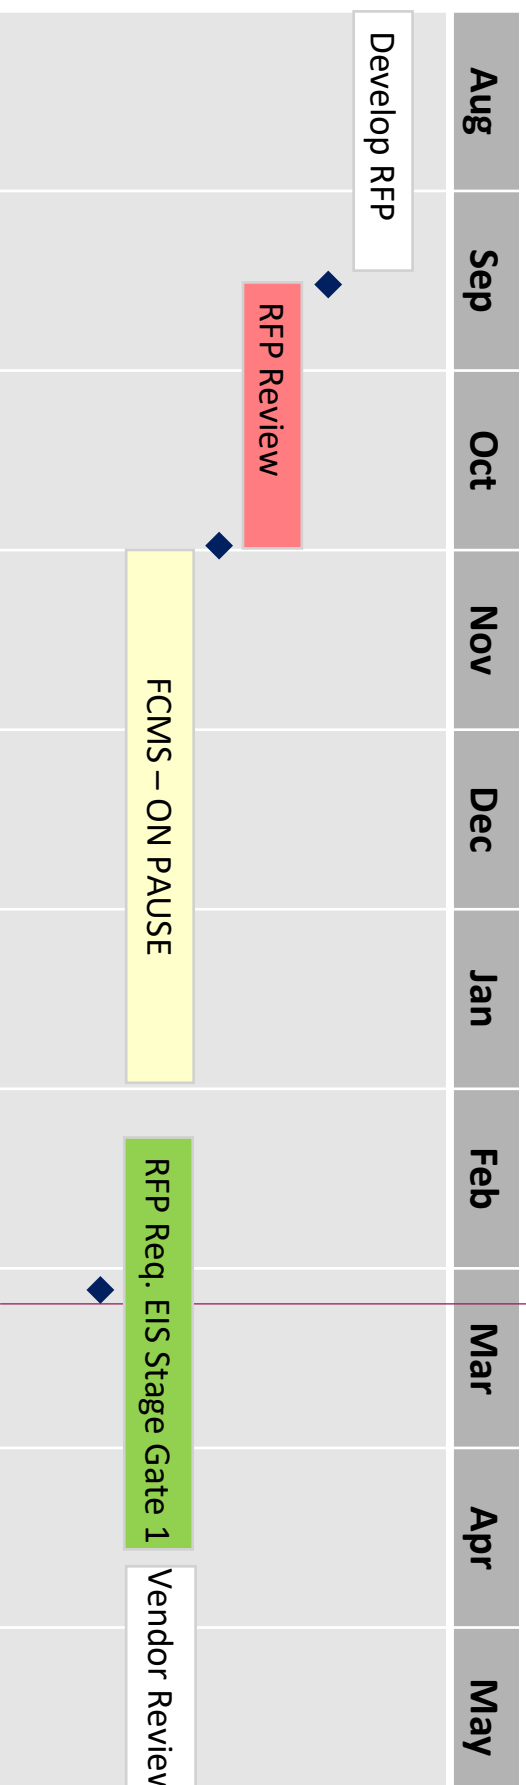 Aug
Sep
Oct
Nov
Dec
Jan
Feb
Mar
Apr
May
Develop RFP
RFP Review
FCMS – ON PAUSE
RFP Req. EIS Stage Gate 1
Vendor Review